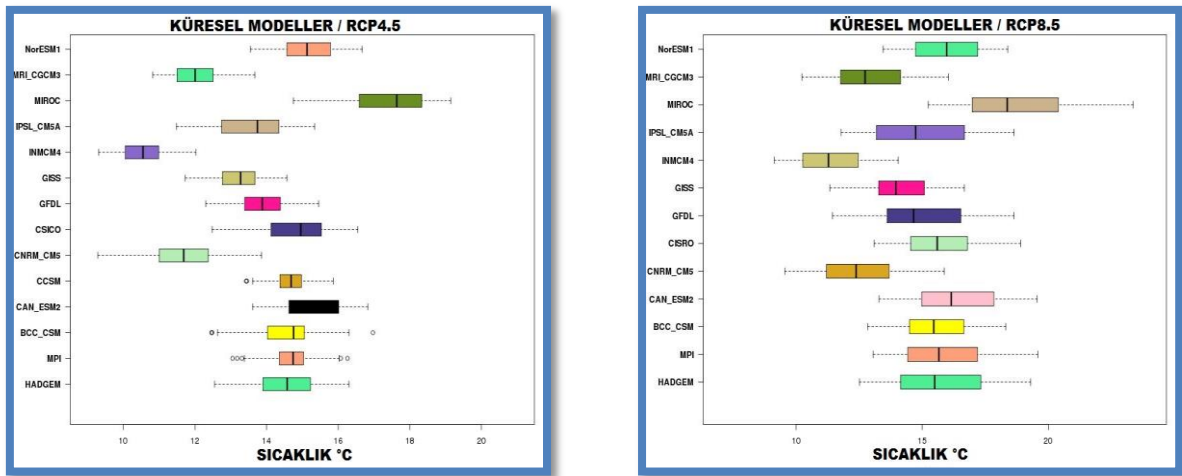 KÜRESEL MODELLER / RCP4.5
NorESM1
MRI_CGCM3
MIROC
IPSL_CM5A
INMCM4
GISS
GFDL
CSICO
CNRM_CM5
CCSM
CAN_ESM2
BCC_CSM
MPI
HADGEM
10 12 14 16 18 20
SICAKLIK °C
KÜRESEL MODELLER / RCP8.5
NorESM1
MRI_CGCM3
MIROC
IPSL_CM5A
INMCM4
GISS
GFDL
CISRO
CNRM_CM5
CAN_ESM2
BCC_CSM
MPI
HADGEM
10 15 20
SICAKLIK °C